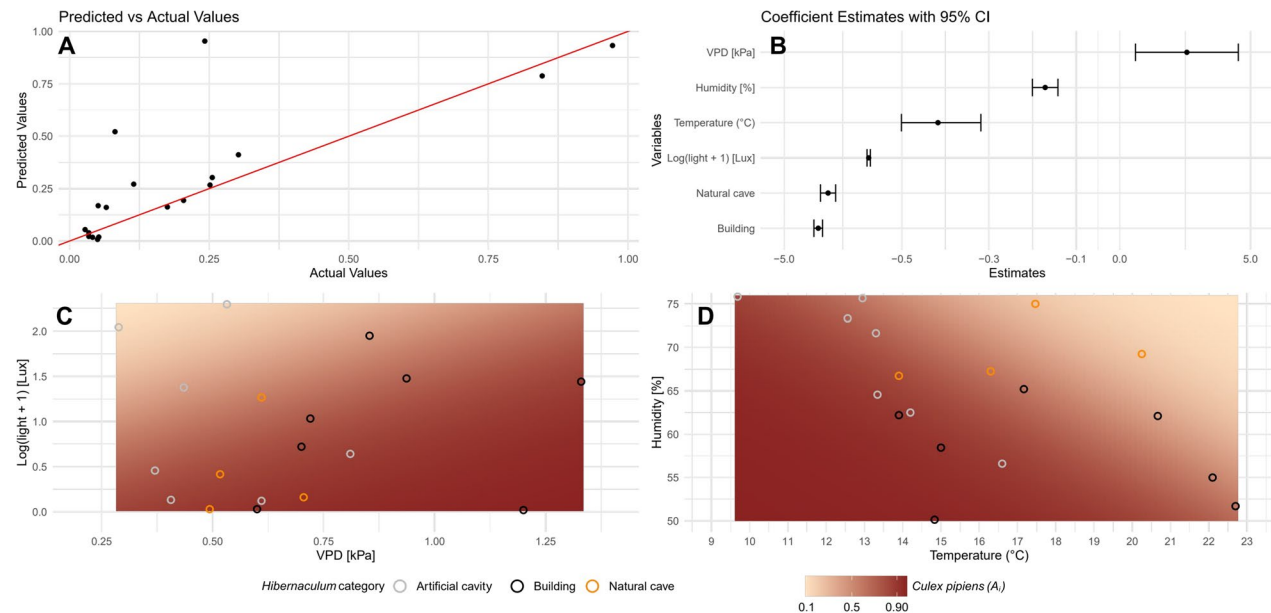 Predicted vs Actual Values
A
1.00
0.75
0.50
0.25
0.00
Predicted Values
0.00
0.25
0.50
0.75
1.00
Actual Values
Coefficient Estimates with 95% CI
B
VPD [kPa]
Humidity [%]
Temperature (°C)
Log(light + 1) [Lux]
Natural cave
Building
Variables
−5.0
−0.5
−0.3
−0.1
0.0
5.0
Estimates
C
2.0
1.5
1.0
0.5
0.0
Log(light + 1) [Lux]
0.25
0.50
0.75
1.00
1.25
VPD [kPa]
D
75
70
65
60
55
50
Humidity [%]
9 10 11 12 13 14 15 16 17 18 19 20 21 22 23
Temperature (°C)
Hibernaculum category Artificial cavity Building Natural cave
Culex pipiens (Aᵢ)
0.1 0.5 0.90